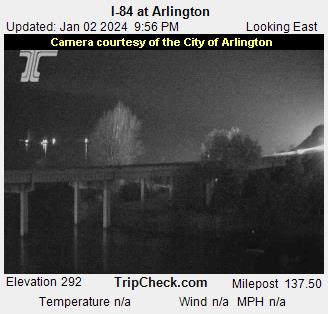 I-84 at Arlington
Updated: Jan 02 2024 9:56 PM Looking East
Camera courtesy of the City of Arlington
Elevation 292 TripCheck.com Milepost 137.50
Temperature n/a Wind n/a MPH n/a